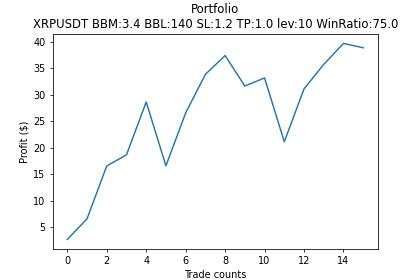 Portfolio
XRPUSDT BBM:3.4 BBL:140 SL:1.2 TP:1.0 lev:10 WinRatio:75.0
40
35
30
25
20
15
10
5
Profit ($)
0 2 4 6 8 10 12 14
Trade counts